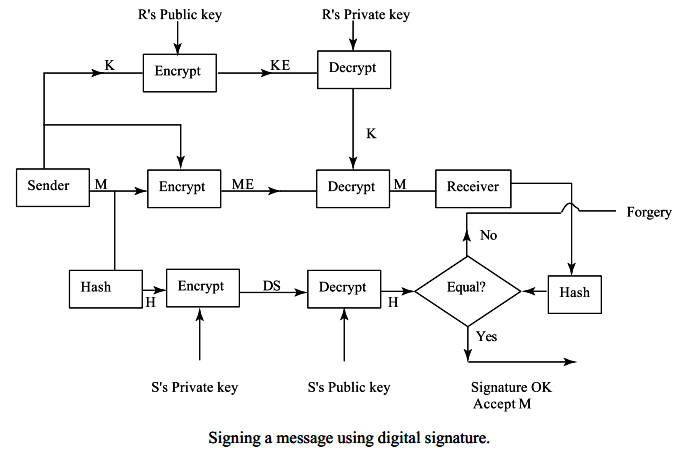 R's Public key
R's Private key
K
Encrypt
KE
Decrypt
K
Sender
M
Encrypt
ME
Decrypt
M
Receiver
Forgery
No
Hash
H
Encrypt
DS
Decrypt
H
Equal?
Hash
Yes
S's Private key
S's Public key
Signature OK
Accept M
Signing a message using digital signature.